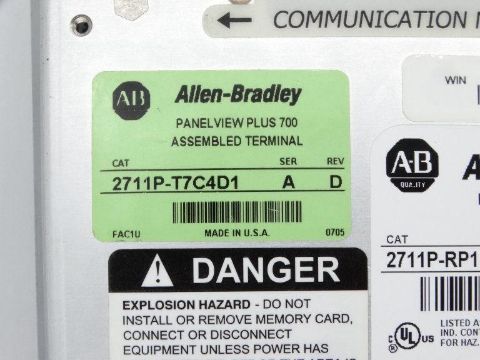 ← COMMUNICATION
AB Allen-Bradley
PANELVIEW PLUS 700
ASSEMBLED TERMINAL
CAT SER REV
2711P-T7C4D1 A D
FAC1U MADE IN U.S.A. 0705
WIN
A-B
QUALITY
CAT
2711P-RP1
LISTED
IND. CONT
c UL US
DANGER
EXPLOSION HAZARD - DO NOT
INSTALL OR REMOVE MEMORY CARD,
CONNECT OR DISCONNECT
EQUIPMENT UNLESS POWER HAS